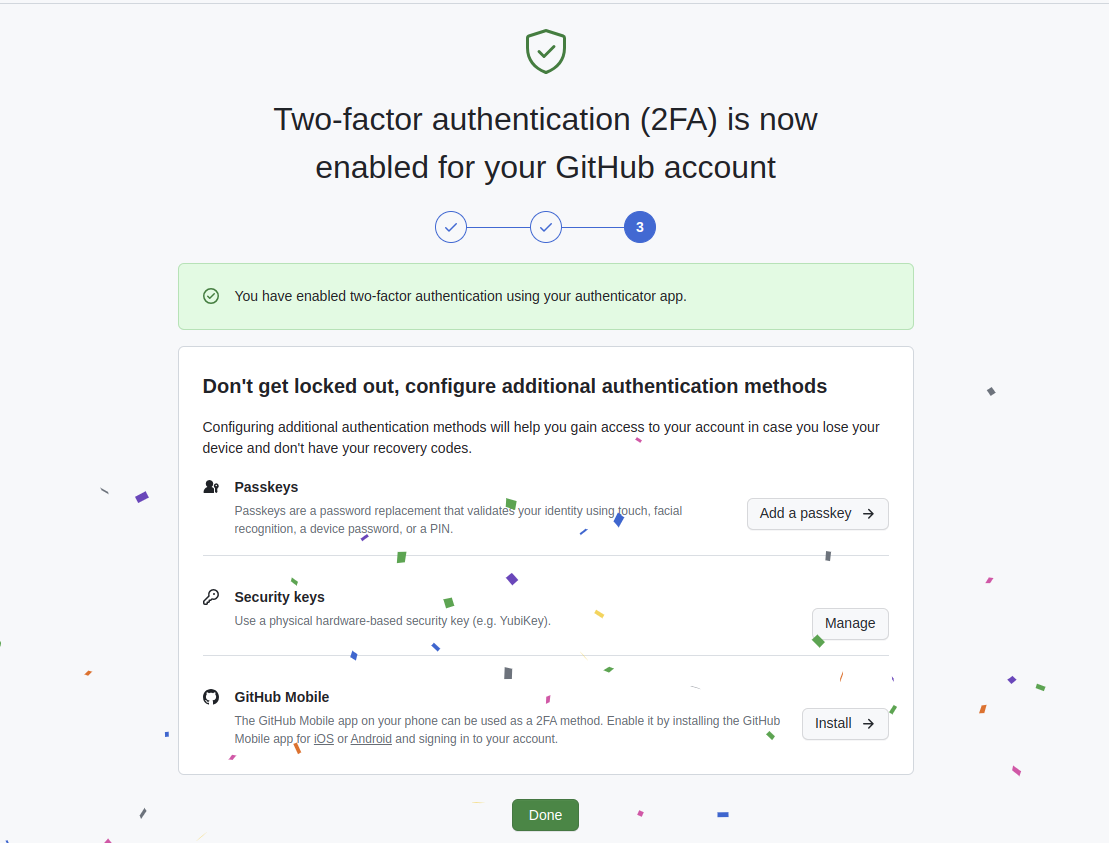 Two-factor authentication (2FA) is now
enabled for your GitHub account
3
You have enabled two-factor authentication using your authenticator app.
Don't get locked out, configure additional authentication methods
Configuring additional authentication methods will help you gain access to your account in case you lose your
device and don't have your recovery codes.
Passkeys
Passkeys are a password replacement that validates your identity using touch, facial
recognition, a device password, or a PIN.
Add a passkey
Security keys
Use a physical hardware-based security key (e.g. YubiKey).
Manage
GitHub Mobile
The GitHub Mobile app on your phone can be used as a 2FA method. Enable it by installing the GitHub
Mobile app for iOS or Android and signing in to your account.
Install
Done